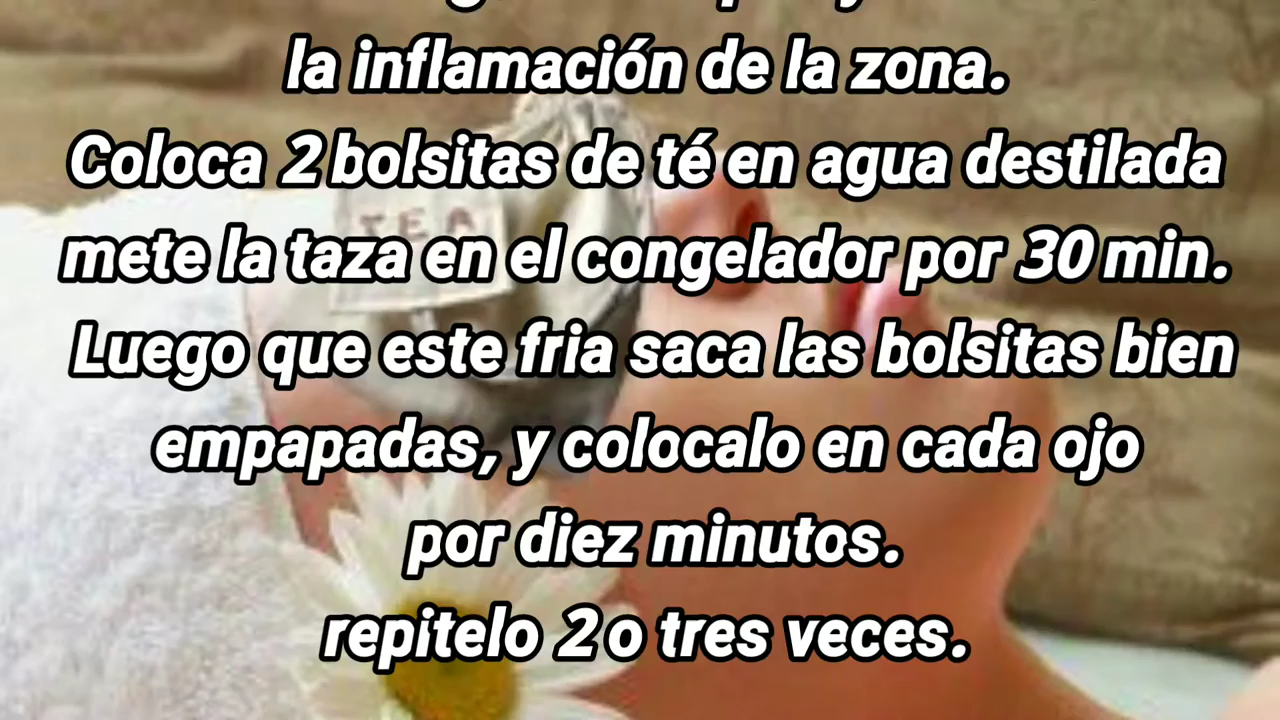 la inflamación de la zona.
Coloca 2 bolsitas de té en agua destilada
mete la taza en el congelador por 30 min.
Luego que este fria saca las bolsitas bien
empapadas, y colocalo en cada ojo
por diez minutos.
repitelo 2 o tres veces.
TEA